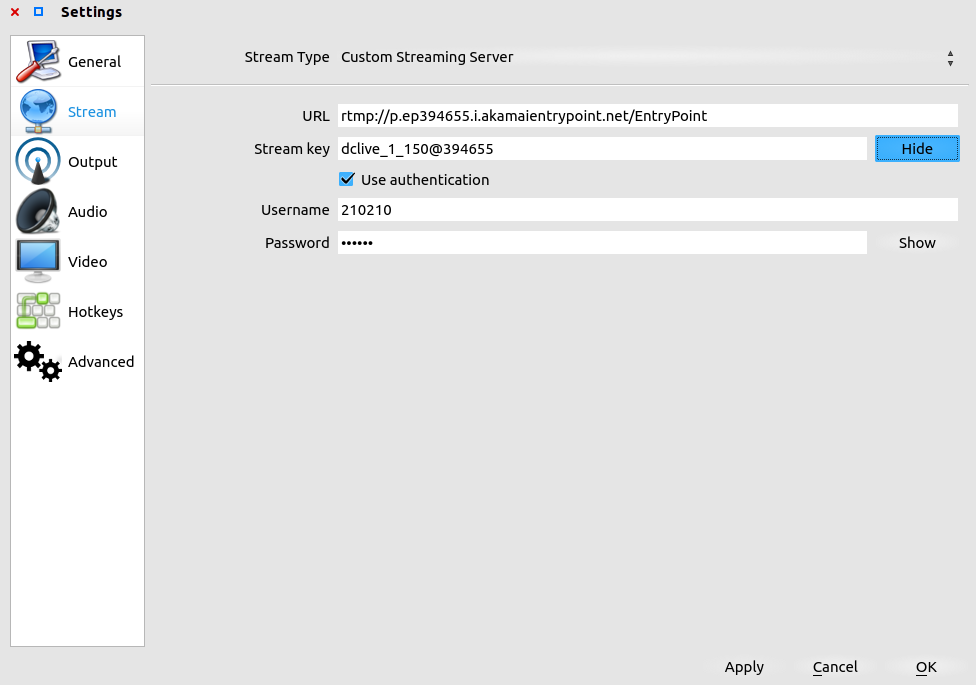 Settings
General
Stream
Output
Audio
Video
Hotkeys
Advanced
Stream Type Custom Streaming Server
URL rtmp://p.ep394655.i.akamaientrypoint.net/EntryPoint
Stream key dclive_1_150@394655 Hide
Use authentication
Username 210210
Password •••••• Show
Apply Cancel OK